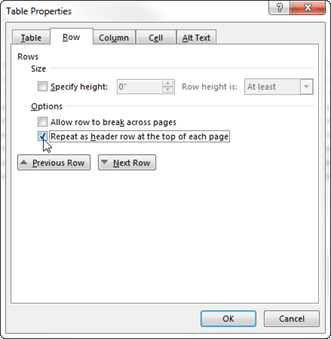 Table Properties
Table Row Column Cell Alt Text
Rows
Size
Specify height: 0" Row height is: At least
Options
Allow row to break across pages
Repeat as header row at the top of each page
Previous Row Next Row
OK Cancel